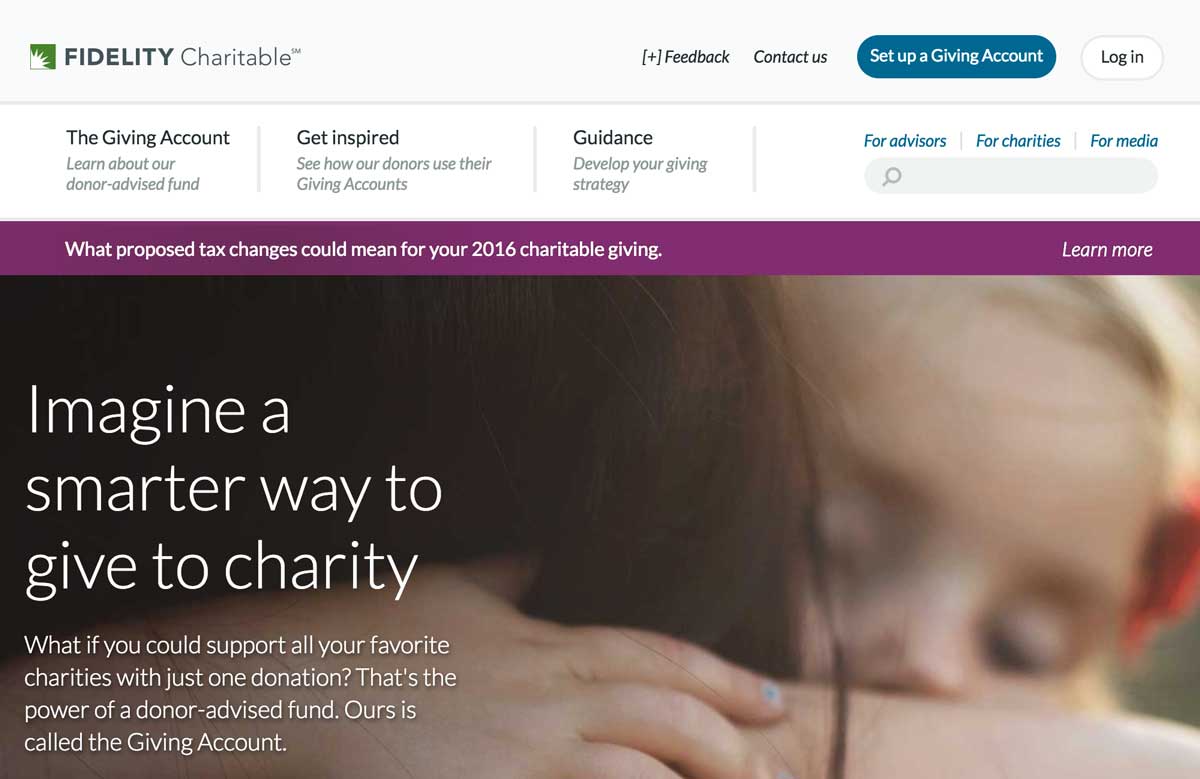 FIDELITY Charitable℠
[+] Feedback
Contact us
Set up a Giving Account
Log in
The Giving Account
Learn about our
donor-advised fund
Get inspired
See how our donors use their
Giving Accounts
Guidance
Develop your giving
strategy
For advisors
For charities
For media
What proposed tax changes could mean for your 2016 charitable giving.
Learn more
Imagine a
smarter way to
give to charity
What if you could support all your favorite
charities with just one donation? That's the
power of a donor-advised fund. Ours is
called the Giving Account.